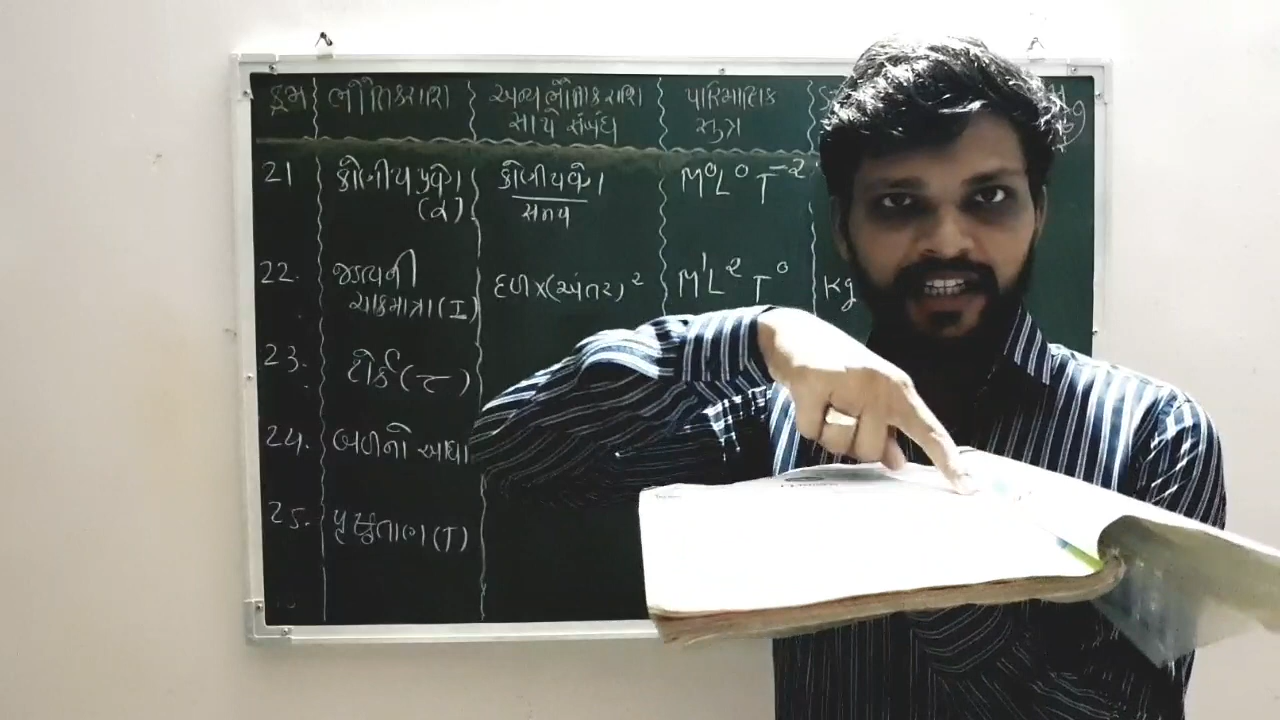 ક્રમ ભૌતિકરાશિ અન્ય ભૌતિક રાશિ પારિમાણિક
સાથે સંબંધ સુત્ર
21 કોણીય પ્રવેગ કોણીયવેગ M⁰L⁰T⁻²
(α) સમય
22. જડત્વની દળ x(અંતર)² M¹L²T⁰ Kg
ચાકમાત્રા(I)
23. ટોર્ક(τ)
24. બળનો આઘા
25. પૃષ્ઠતાણ(T)